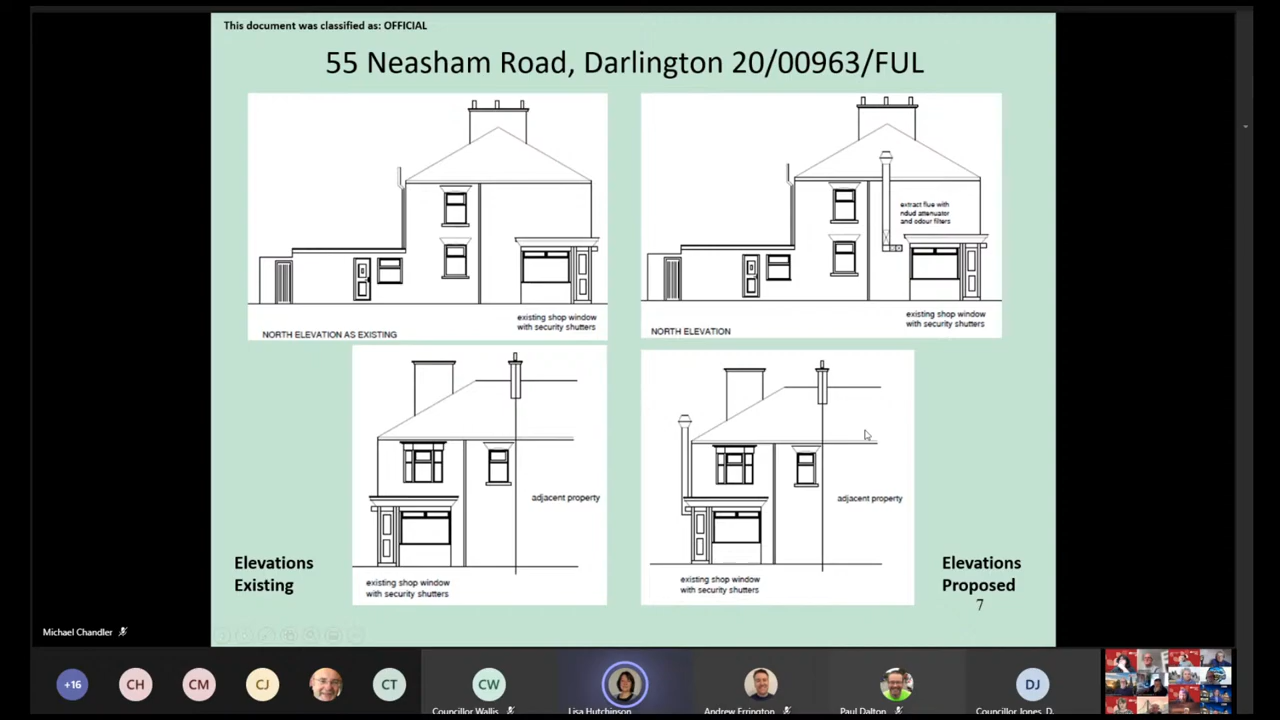 This document was classified as: OFFICIAL
55 Neasham Road, Darlington 20/00963/FUL
existing shop window
with security shutters
NORTH ELEVATION AS EXISTING
extract flue with
ndud attenuator
and odour filters
existing shop window
with security shutters
NORTH ELEVATION
adjacent property
existing shop window
with security shutters
Elevations
Existing
adjacent property
existing shop window
with security shutters
Elevations
Proposed
7
Michael Chandler
+16
CH
CM
CJ
CT
CW
Councillor Wallis
Lisa Hutchinson
Andrew Errington
Paul Dalton
DJ
Councillor Jones, D.